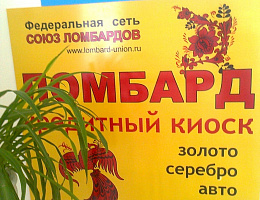 Федеральная сеть
СОЮЗ ЛОМБАРДОВ
www.lombard-union.ru
ЛОМБАРД
кредитный киоск
золото
серебро
авто